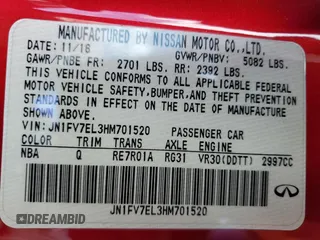 MANUFACTURED BY NISSAN MOTOR CO.,LTD.
DATE: 11/16 GVWR/PNBV: 5082 LBS.
GAWR/PNBE FR: 2701 LBS. RR: 2392 LBS.
THIS VEHICLE CONFORMS TO ALL APPLICABLE FEDERAL
MOTOR VEHICLE SAFETY,BUMPER,AND THEFT PREVENTION
STANDARDS IN EFFECT ON THE DATE OF MANUFACTURE
SHOWN ABOVE.
VIN:JN1FV7EL3HM701520 PASSENGER CAR
COLOR TRIM TRANS AXLE ENGINE
NBA Q RE7R01A RG31 VR30(DDTT) 2997CC
INFINITI
JN1FV7EL3HM701520
DREAMBID